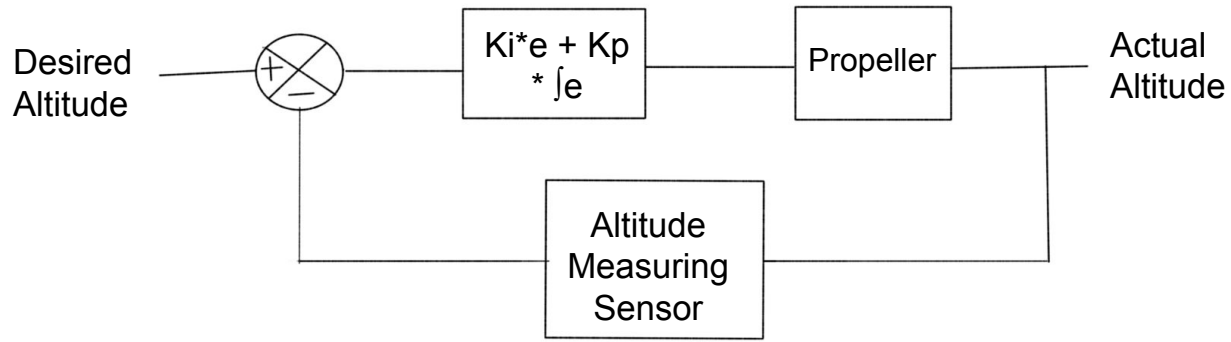 Desired
Altitude
+
−
Ki*e + Kp
* ∫e
Propeller
Actual
Altitude
Altitude
Measuring
Sensor